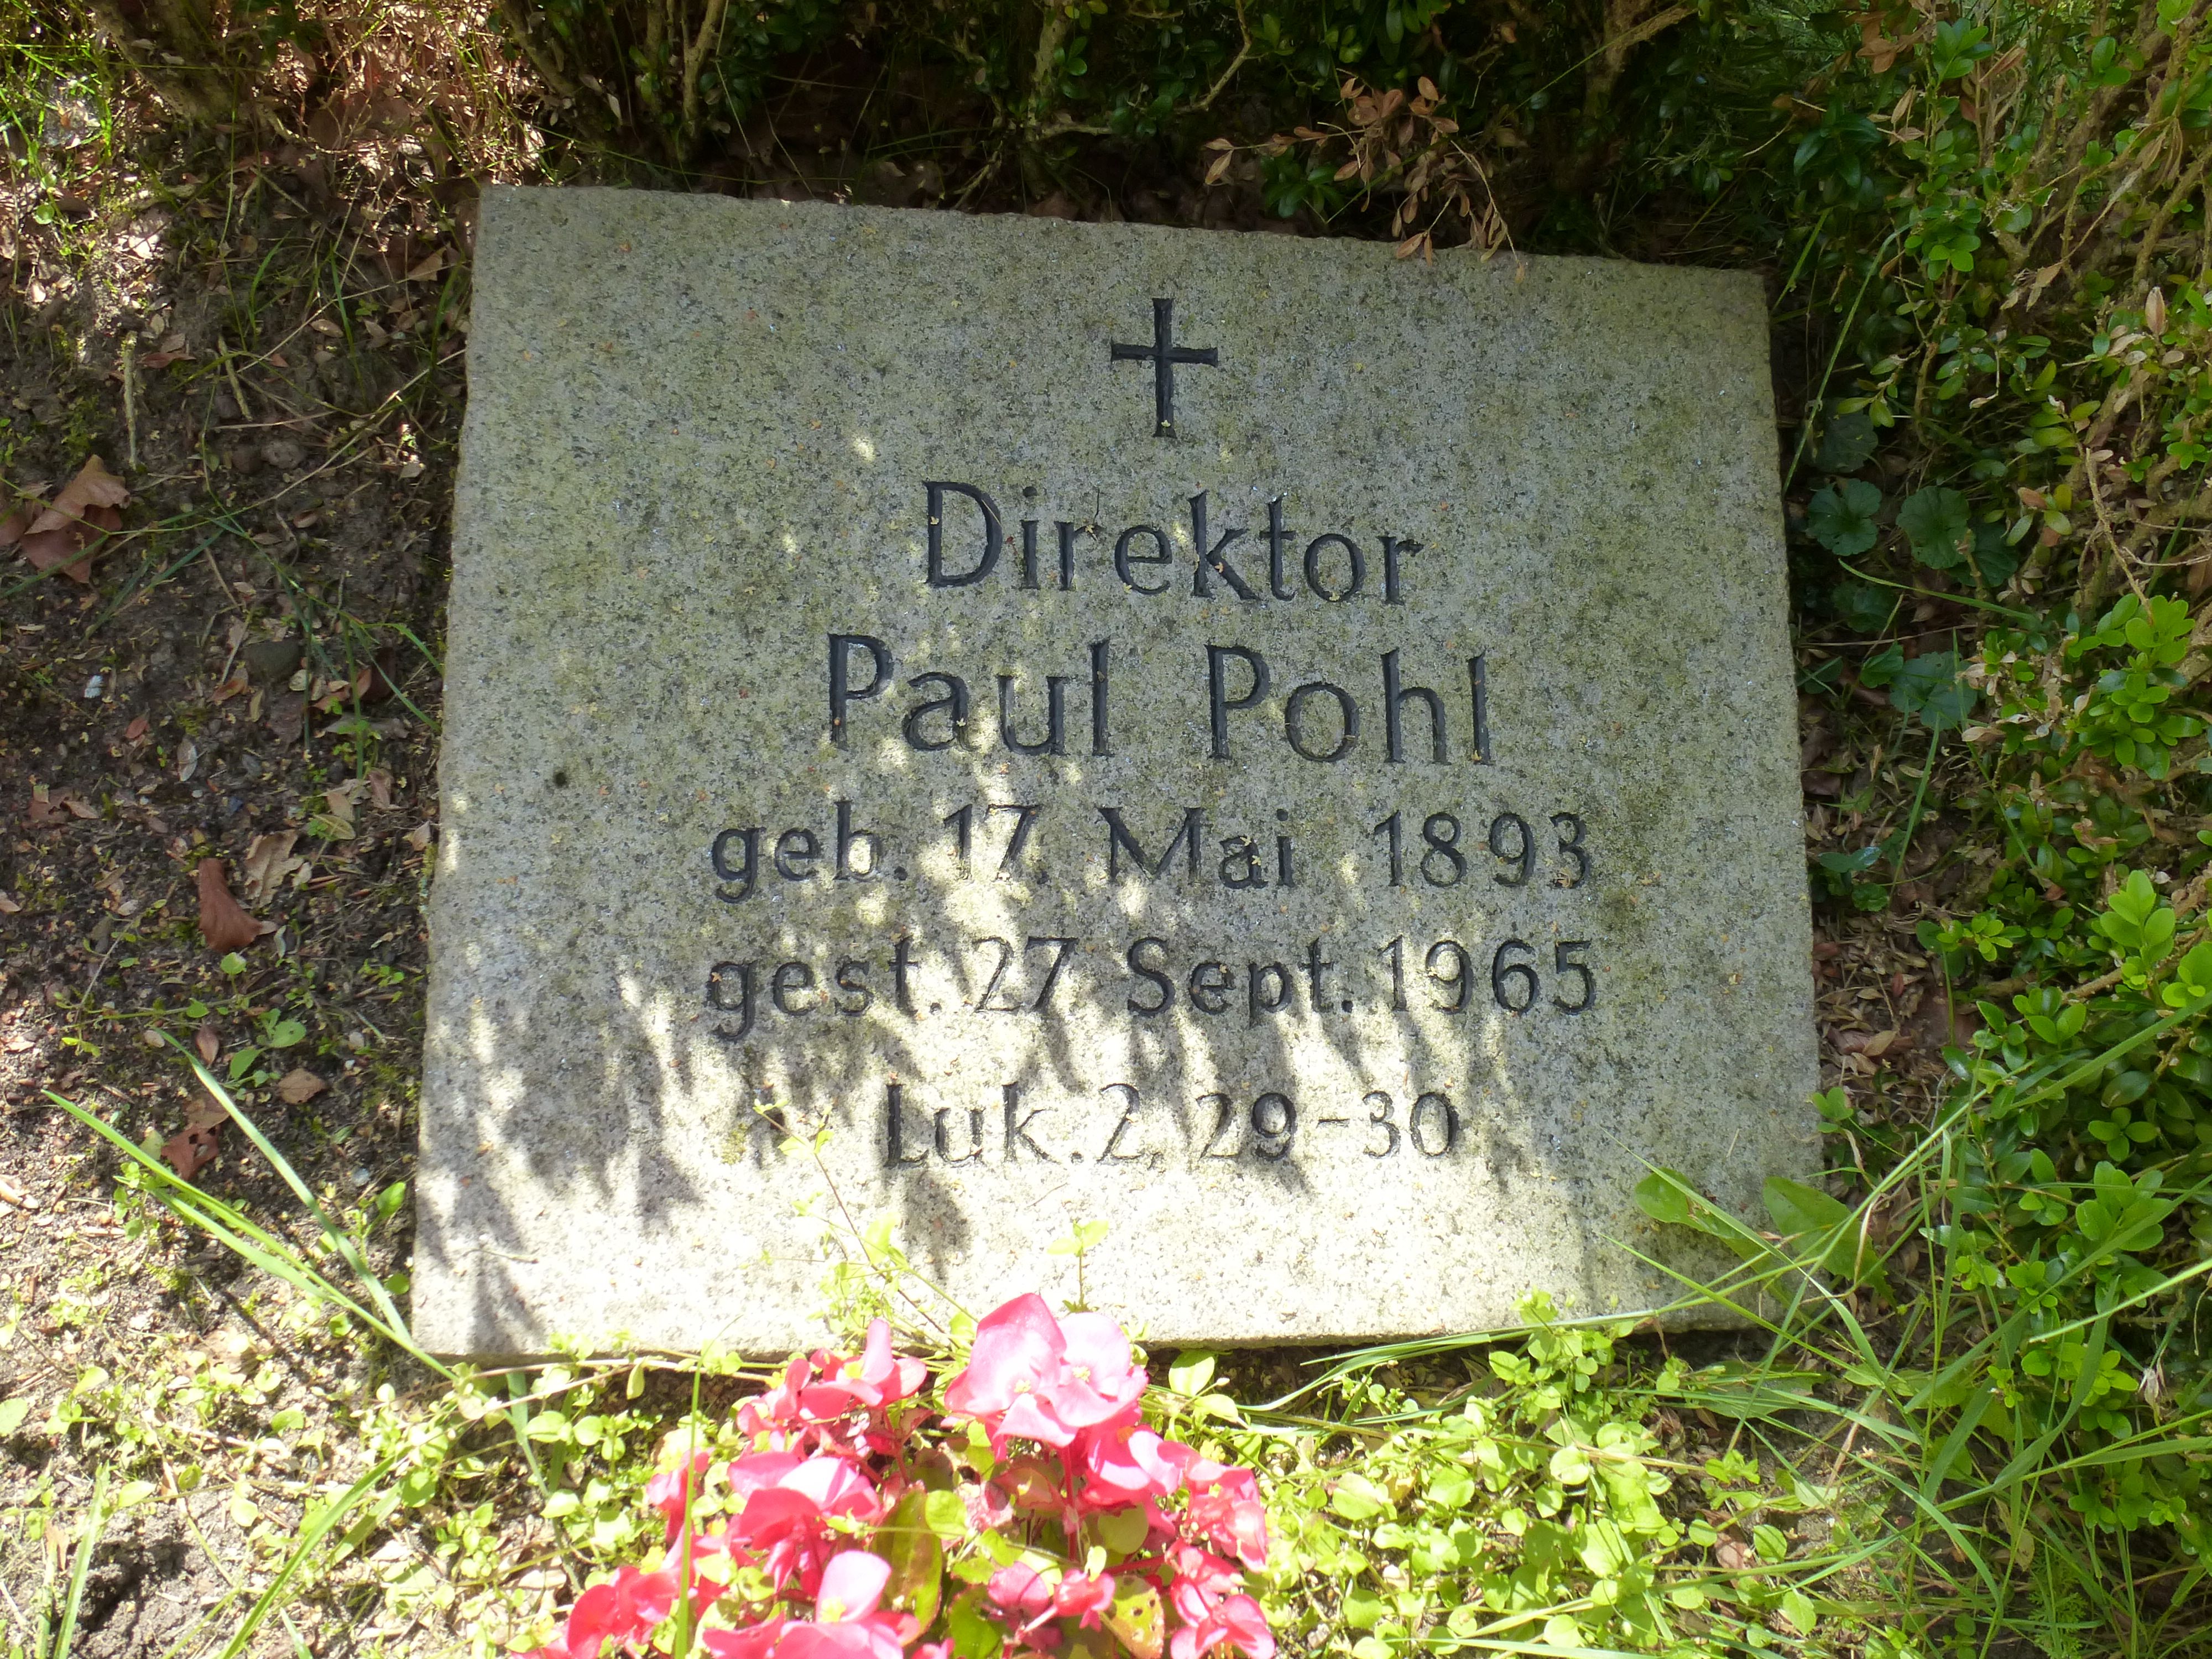 Direktor
Paul Pohl
geb. 17. Mai 1893
gest. 27. Sept. 1965
Luk. 2, 29-30